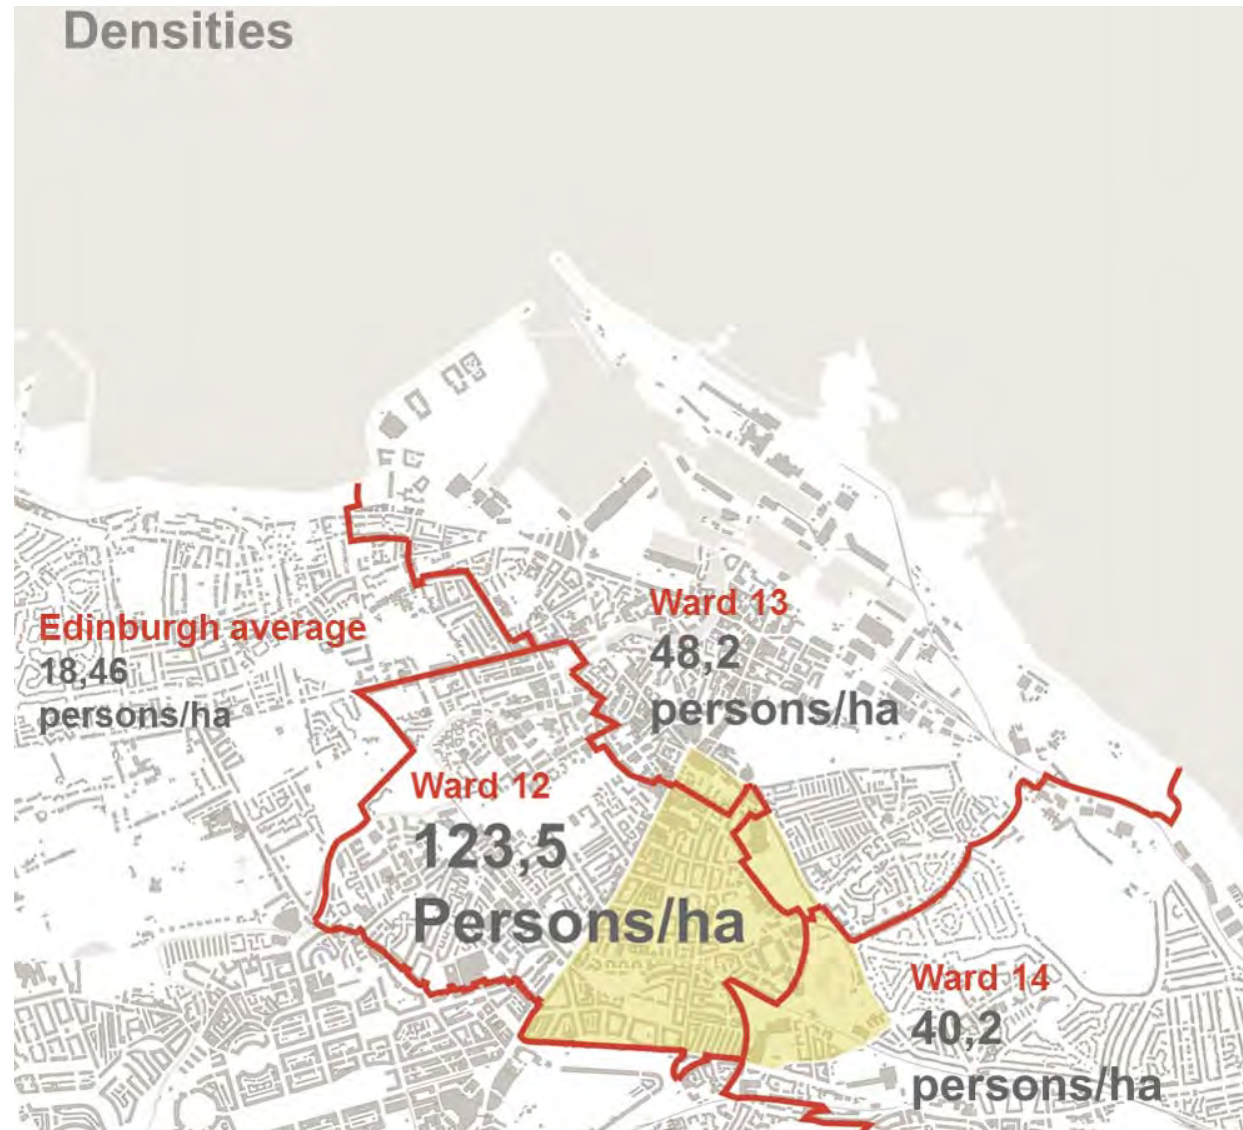 Densities
Edinburgh average
18,46
persons/ha
Ward 13
48,2
persons/ha
Ward 12
123,5
Persons/ha
Ward 14
40,2
persons/ha